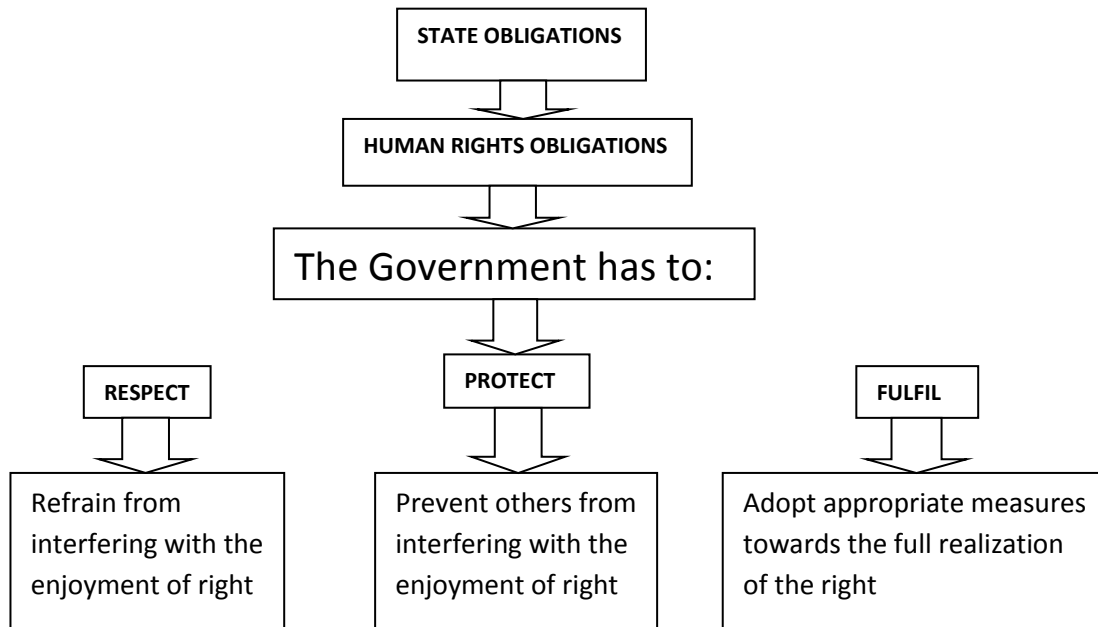 STATE OBLIGATIONS
HUMAN RIGHTS OBLIGATIONS
The Government has to:
RESPECT
PROTECT
FULFIL
Refrain from
interfering with the
enjoyment of right
Prevent others from
interfering with the
enjoyment of right
Adopt appropriate measures
towards the full realization
of the right